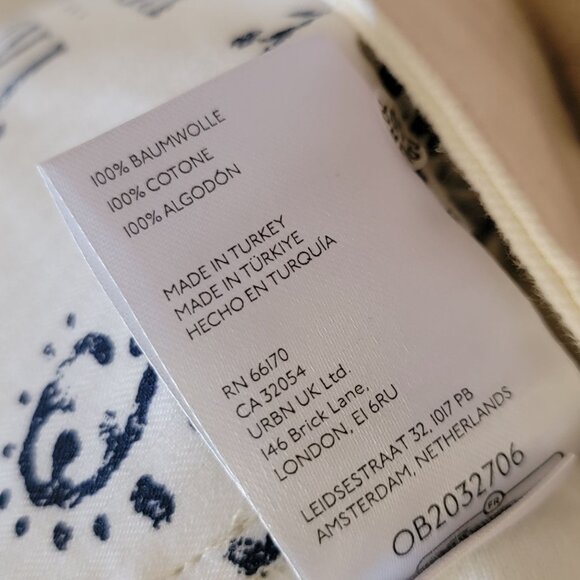 100% BAUMWOLLE
100% COTONE
100% ALGODÓN
MADE IN TURKEY
MADE IN TÜRKIYE
HECHO EN TURQUÍA
RN 66170
CA 32054
URBN UK Ltd.
146 Brick Lane,
LONDON, E1 6RU
LEIDSESTRAAT 32, 1017 PB
AMSTERDAM, NETHERLANDS
OB2032706
FR